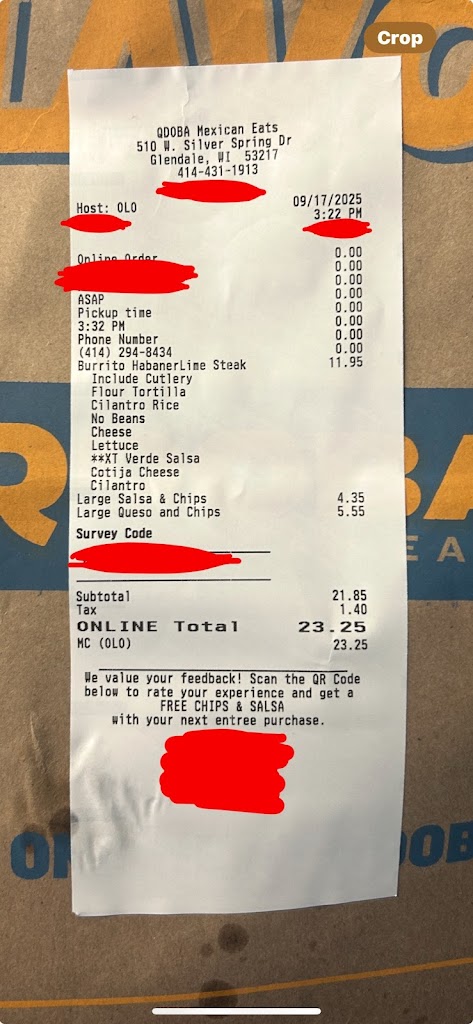 Crop
QDOBA Mexican Eats
510 W. Silver Spring Dr
Glendale, WI 53217
414-431-1913
Host: OLO 09/17/2025
3:22 PM
Online Order 0.00
0.00
0.00
ASAP 0.00
Pickup time 0.00
3:32 PM 0.00
Phone Number 0.00
(414) 294-8434 0.00
Burrito HabanerLime Steak 11.95
Include Cutlery
Flour Tortilla
Cilantro Rice
No Beans
Cheese
Lettuce
**XT Verde Salsa
Cotija Cheese
Cilantro
Large Salsa & Chips 4.35
Large Queso and Chips 5.55
Survey Code
Subtotal 21.85
Tax 1.40
ONLINE Total 23.25
MC (OLO) 23.25
We value your feedback! Scan the QR Code
below to rate your experience and get a
FREE CHIPS & SALSA
with your next entree purchase.